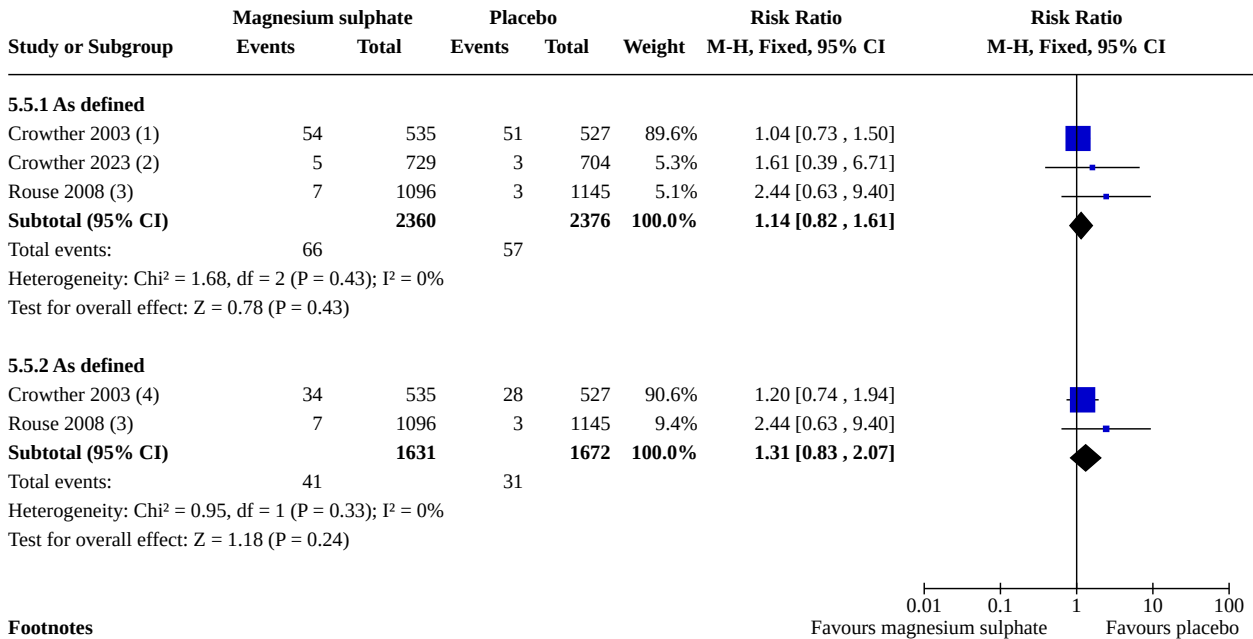 Magnesium sulphate Placebo Risk Ratio Risk Ratio
Study or Subgroup Events Total Events Total Weight M-H, Fixed, 95% CI M-H, Fixed, 95% CI
5.5.1 As defined
Crowther 2003 (1) 54 535 51 527 89.6% 1.04 [0.73 , 1.50]
Crowther 2023 (2) 5 729 3 704 5.3% 1.61 [0.39 , 6.71]
Rouse 2008 (3) 7 1096 3 1145 5.1% 2.44 [0.63 , 9.40]
Subtotal (95% CI) 2360 2376 100.0% 1.14 [0.82 , 1.61]
Total events: 66 57
Heterogeneity: Chi² = 1.68, df = 2 (P = 0.43); I² = 0%
Test for overall effect: Z = 0.78 (P = 0.43)
5.5.2 As defined
Crowther 2003 (4) 34 535 28 527 90.6% 1.20 [0.74 , 1.94]
Rouse 2008 (3) 7 1096 3 1145 9.4% 2.44 [0.63 , 9.40]
Subtotal (95% CI) 1631 1672 100.0% 1.31 [0.83 , 2.07]
Total events: 41 31
Heterogeneity: Chi² = 0.95, df = 1 (P = 0.33); I² = 0%
Test for overall effect: Z = 1.18 (P = 0.24)
0.01 0.1 1 10 100
Favours magnesium sulphate Favours placebo
Footnotes